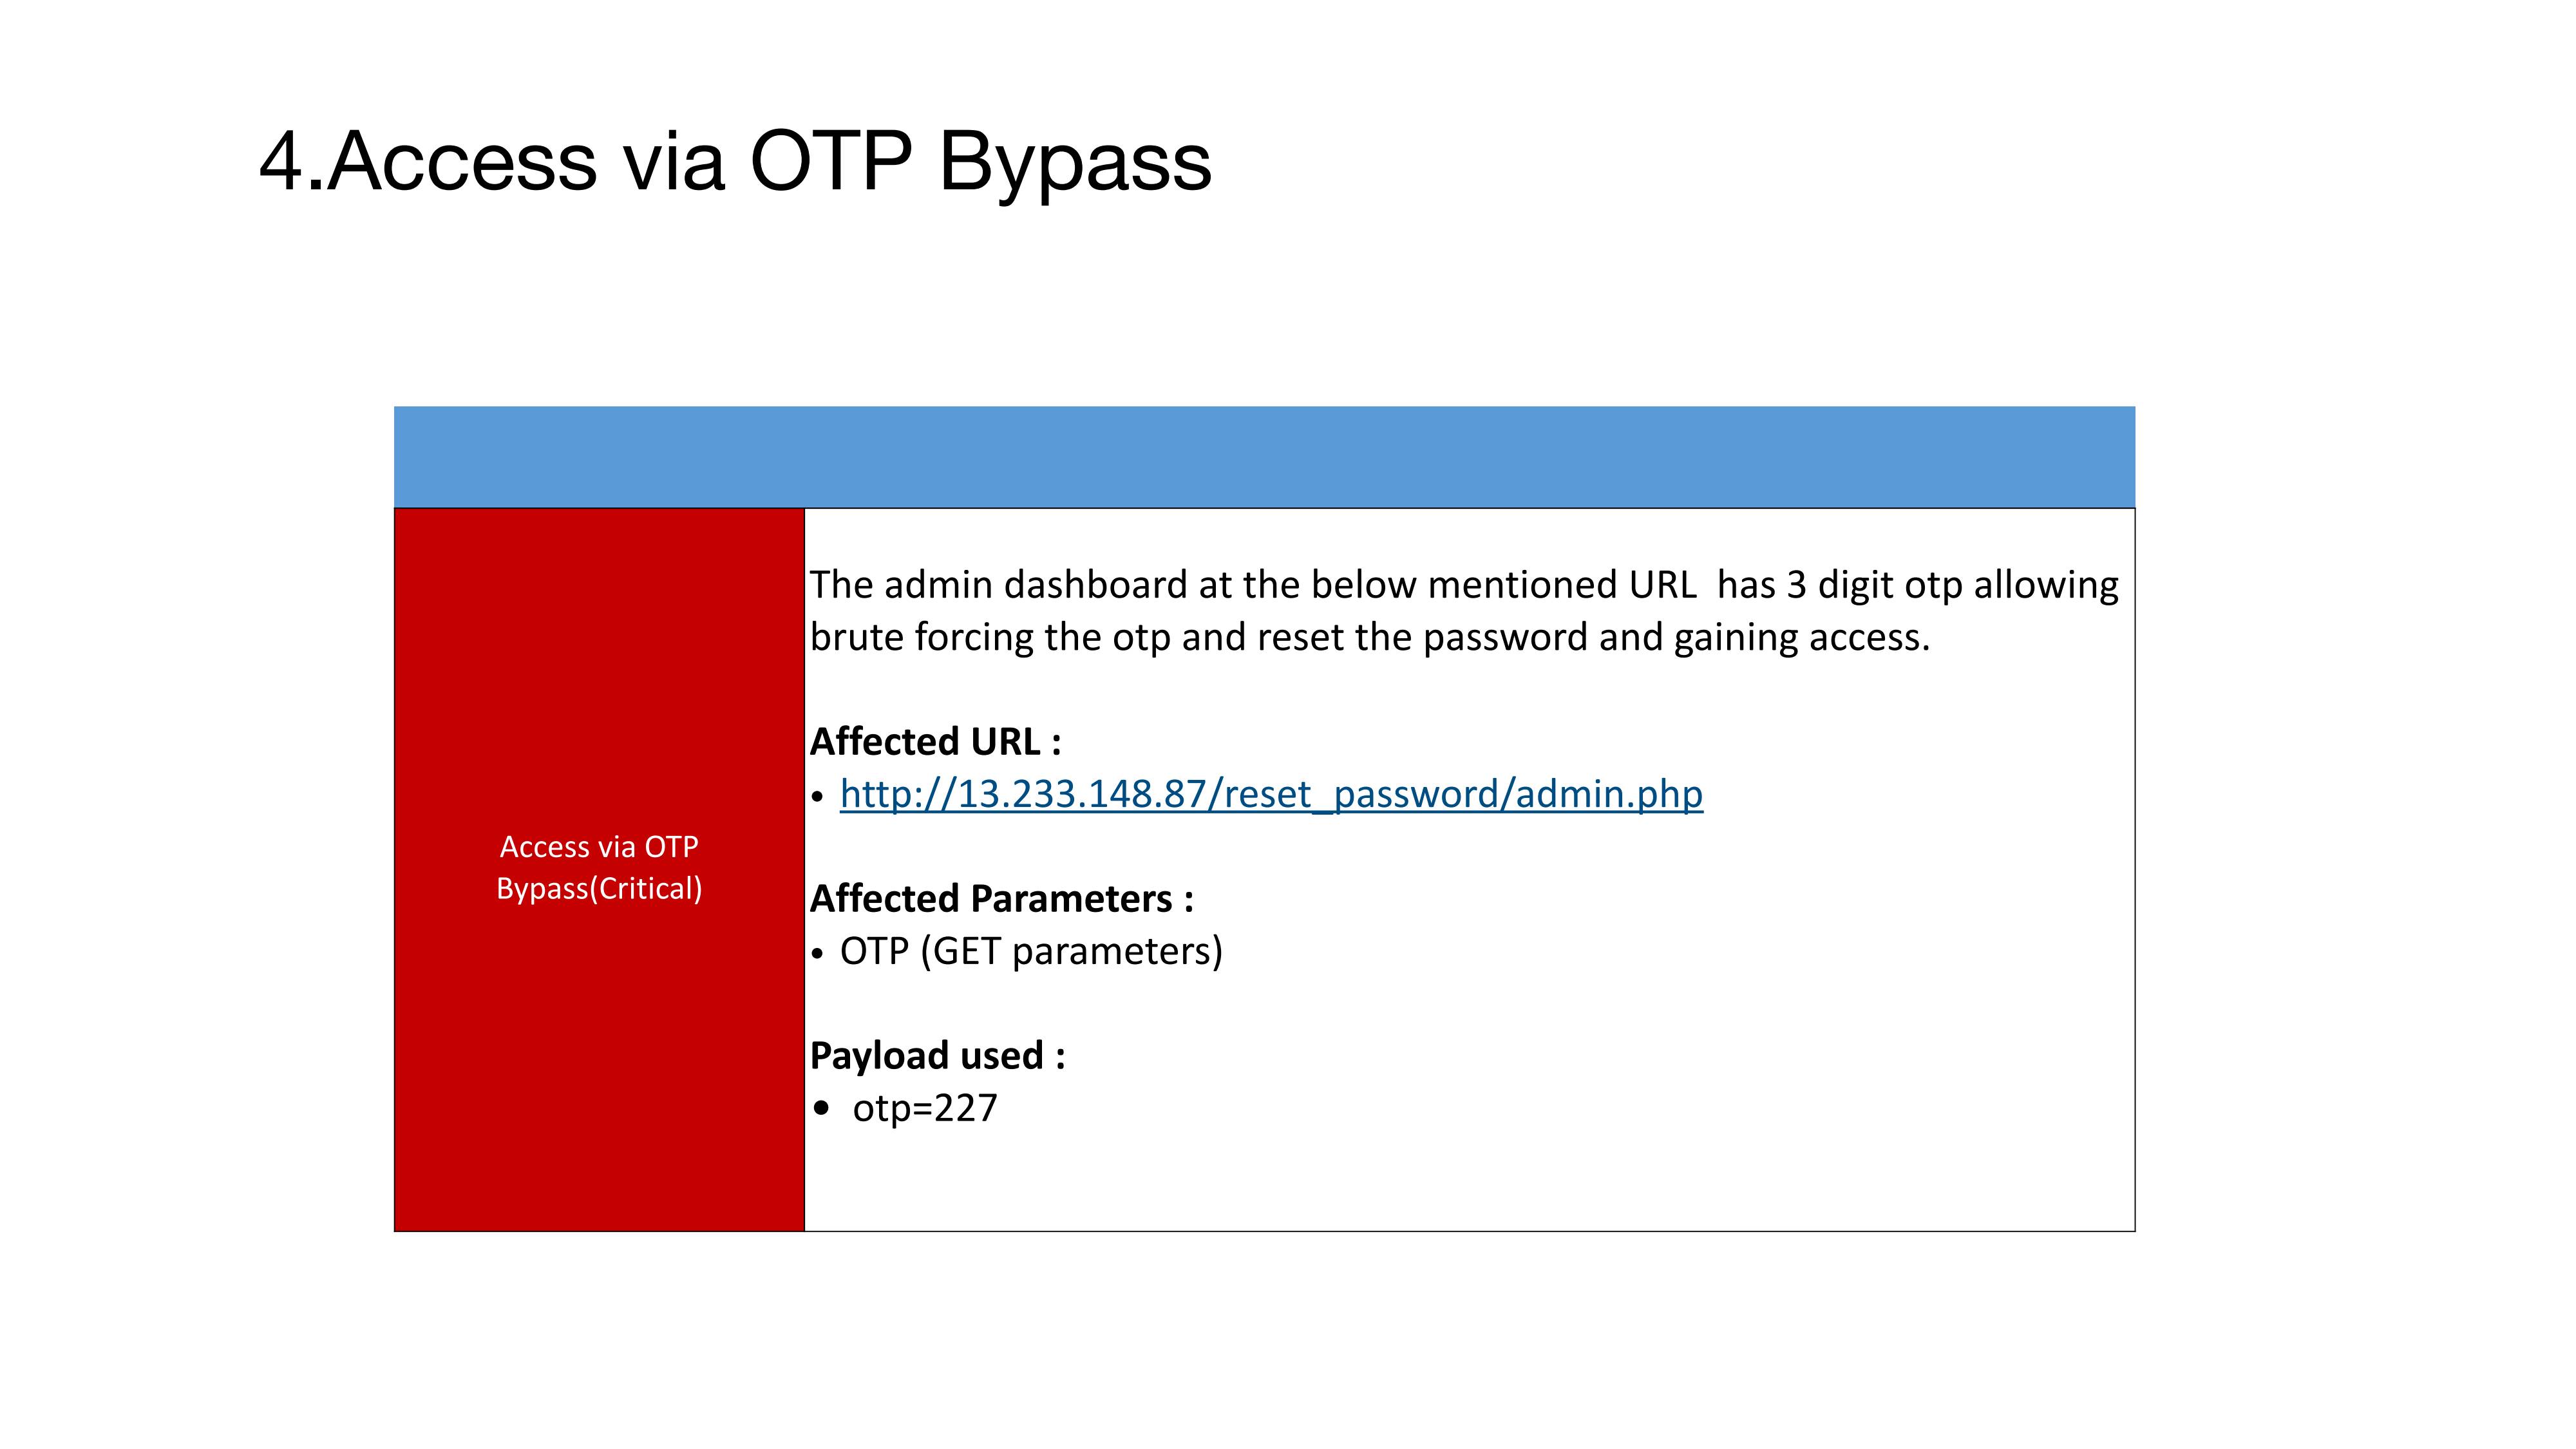 4.Access via OTP Bypass
Access via OTP
Bypass(Critical)
The admin dashboard at the below mentioned URL  has 3 digit otp allowing
brute forcing the otp and reset the password and gaining access.
Affected URL :
• http://13.233.148.87/reset_password/admin.php
Affected Parameters :
• OTP (GET parameters)
Payload used :
• otp=227